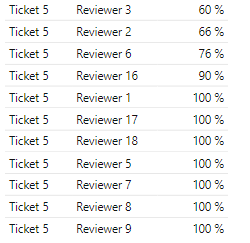 Ticket 5 Reviewer 3 60 %
Ticket 5 Reviewer 2 66 %
Ticket 5 Reviewer 6 76 %
Ticket 5 Reviewer 16 90 %
Ticket 5 Reviewer 1 100 %
Ticket 5 Reviewer 17 100 %
Ticket 5 Reviewer 18 100 %
Ticket 5 Reviewer 5 100 %
Ticket 5 Reviewer 7 100 %
Ticket 5 Reviewer 8 100 %
Ticket 5 Reviewer 9 100 %